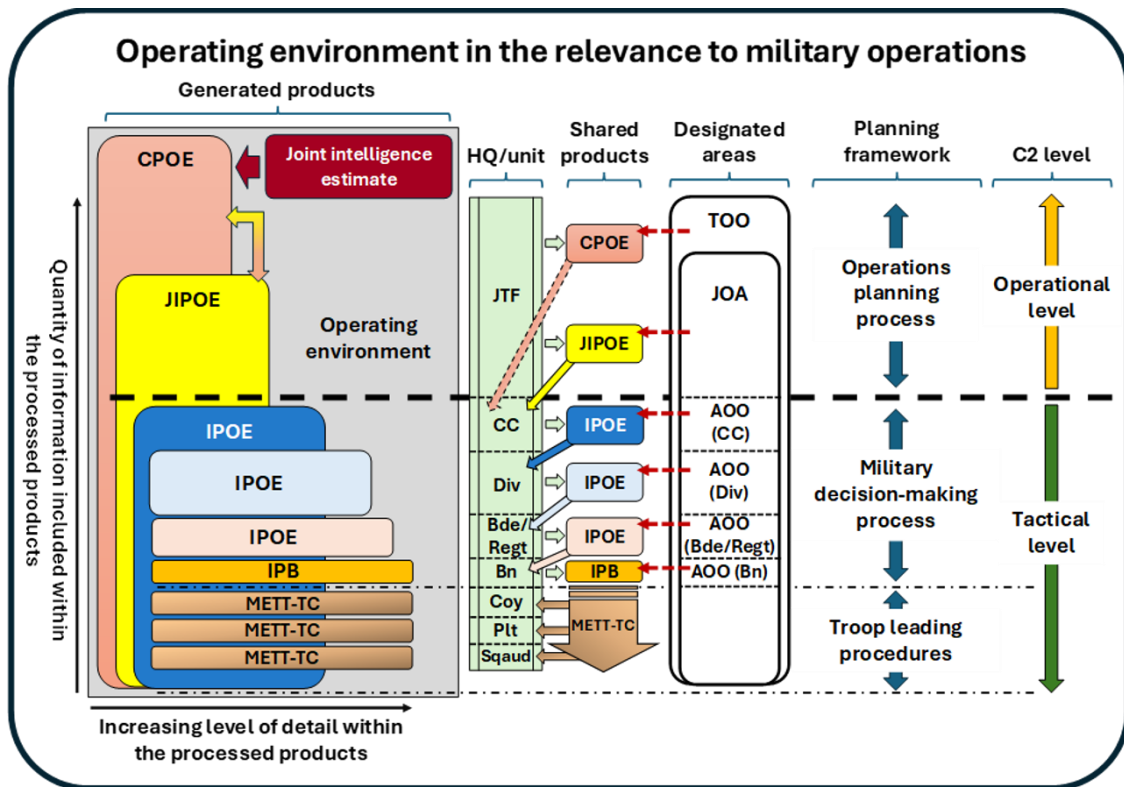 Operating environment in the relevance to military operations
Generated products
HQ/unit
Shared
products
Designated
areas
Planning
framework
C2 level
CPOE
Joint intelligence
estimate
JIPOE
Operating
environment
IPOE
IPOE
IPOE
IPB
METT-TC
METT-TC
METT-TC
Quantity of information included within
the processed products
Increasing level of detail within
the processed products
JTF
CC
Div
Bde/
Regt
Bn
Coy
Plt
Sqaud
CPOE
JIPOE
IPOE
IPOE
IPOE
IPB
METT-TC
TOO
JOA
AOO
(CC)
AOO
(Div)
AOO
(Bde/Regt)
AOO (Bn)
Operations
planning
process
Military
decision-making
process
Troop leading
procedures
Operational
level
Tactical
level